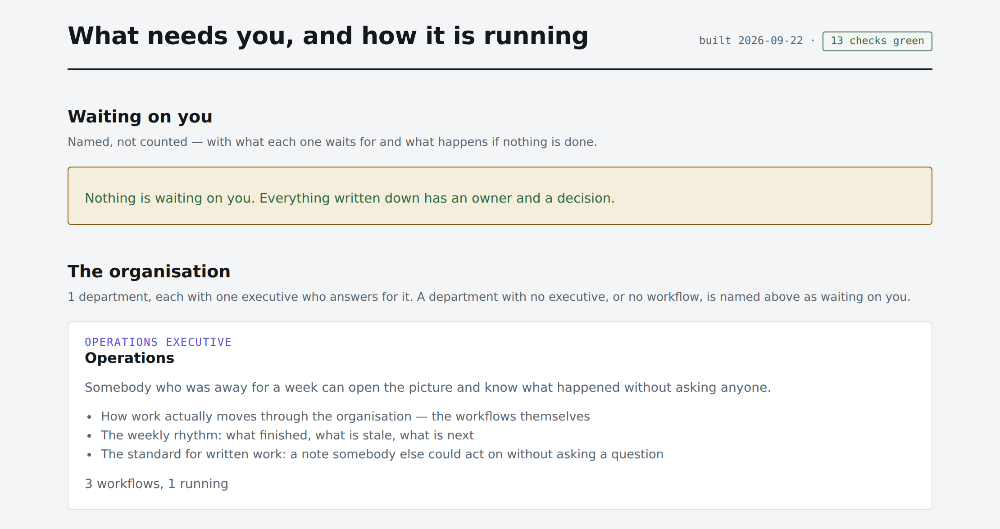 What needs you, and how it is running
built 2026-09-22 · 13 checks green
Waiting on you
Named, not counted — with what each one waits for and what happens if nothing is done.
Nothing is waiting on you. Everything written down has an owner and a decision.
The organisation
1 department, each with one executive who answers for it. A department with no executive, or no workflow, is named above as waiting on you.
OPERATIONS EXECUTIVE
Operations
Somebody who was away for a week can open the picture and know what happened without asking anyone.
• How work actually moves through the organisation — the workflows themselves
• The weekly rhythm: what finished, what is stale, what is next
• The standard for written work: a note somebody else could act on without asking a question
3 workflows, 1 running